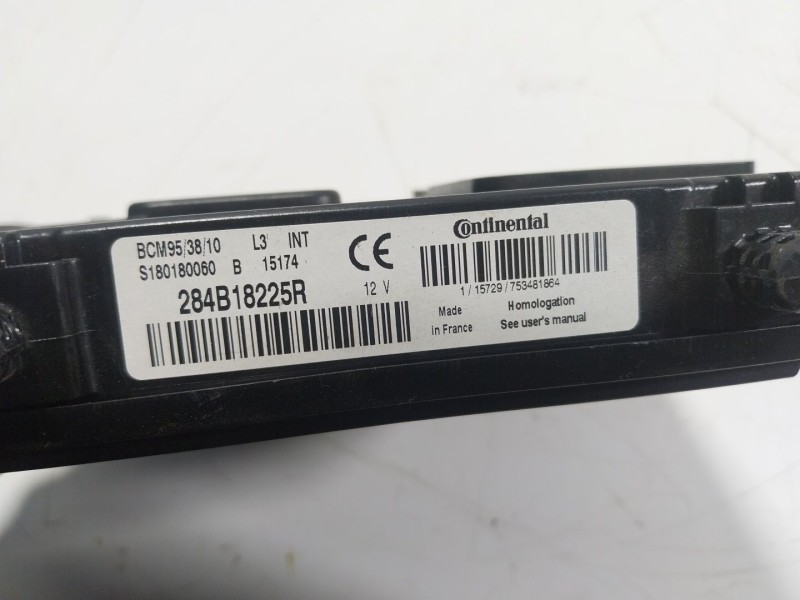 BCM95/38/10 L3 INT
S180180060 B 15174
CE
284B18225R
12 V
Continental
1/15729/753481864
Made
in France
Homologation
See user's manual